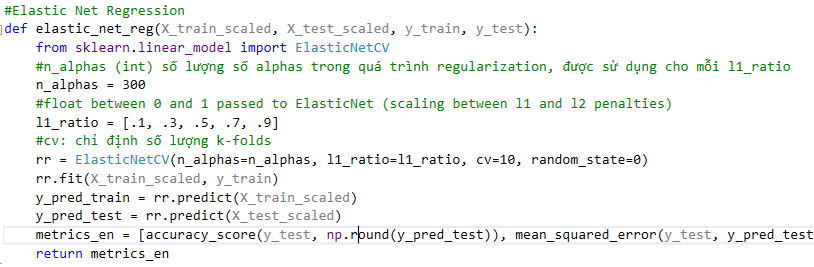 #Elastic Net Regression
def elastic_net_reg(X_train_scaled, X_test_scaled, y_train, y_test):
from sklearn.linear_model import ElasticNetCV
#n_alphas (int) số lượng số alphas trong quá trình regularization, được sử dụng cho mỗi l1_ratio
n_alphas = 300
#float between 0 and 1 passed to ElasticNet (scaling between l1 and l2 penalties)
l1_ratio = [.1, .3, .5, .7, .9]
#cv: chỉ định số lượng k-folds
rr = ElasticNetCV(n_alphas=n_alphas, l1_ratio=l1_ratio, cv=10, random_state=0)
rr.fit(X_train_scaled, y_train)
y_pred_train = rr.predict(X_train_scaled)
y_pred_test = rr.predict(X_test_scaled)
metrics_en = [accuracy_score(y_test, np.round(y_pred_test)), mean_squared_error(y_test, y_pred_test
return metrics_en